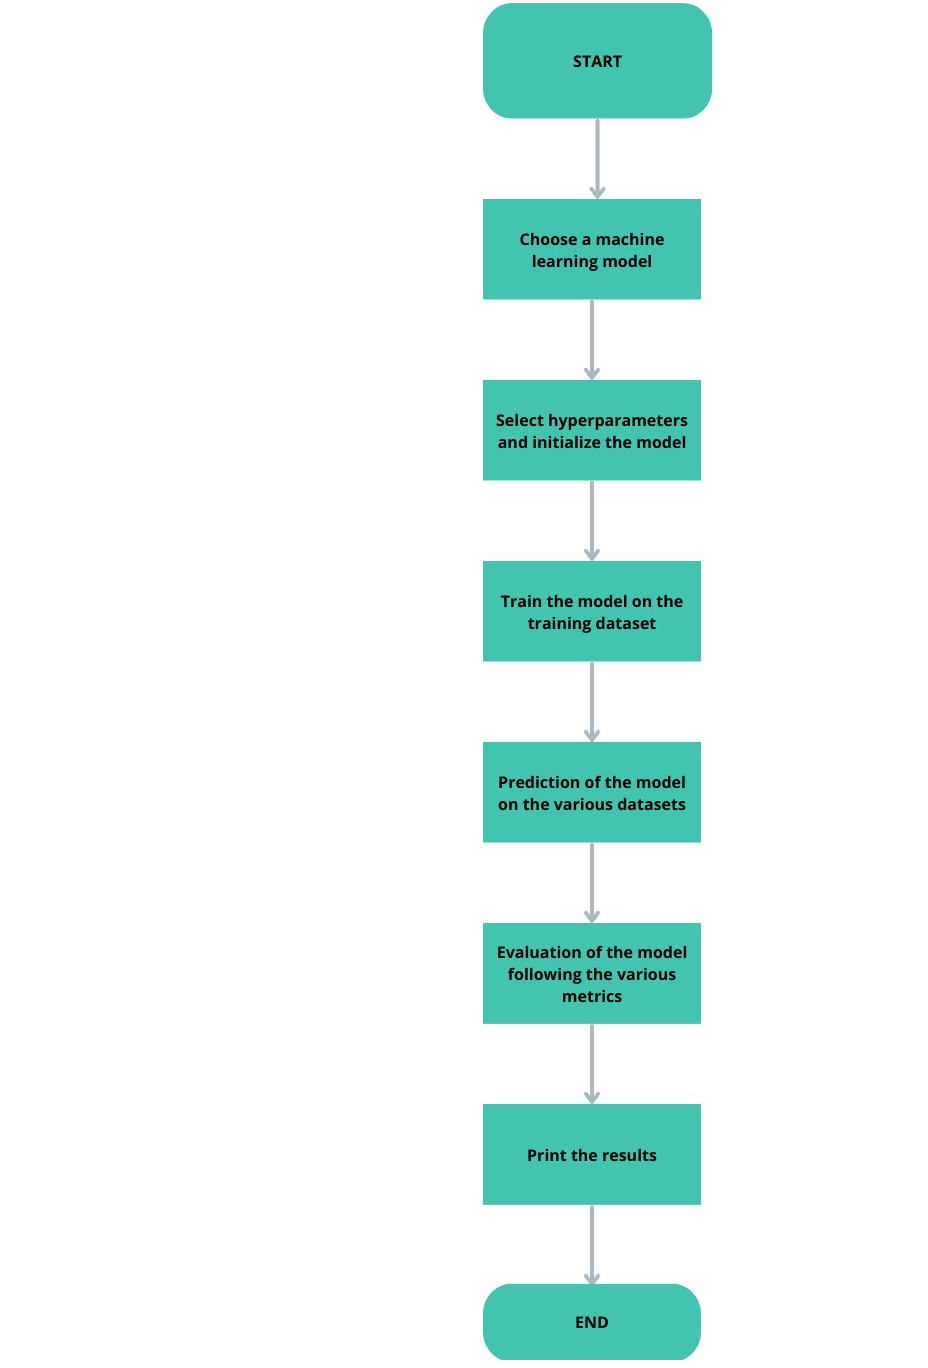 START
Choose a machine
learning model
Select hyperparameters
and initialize the model
Train the model on the
training dataset
Prediction of the model
on the various datasets
Evaluation of the model
following the various
metrics
Print the results
END